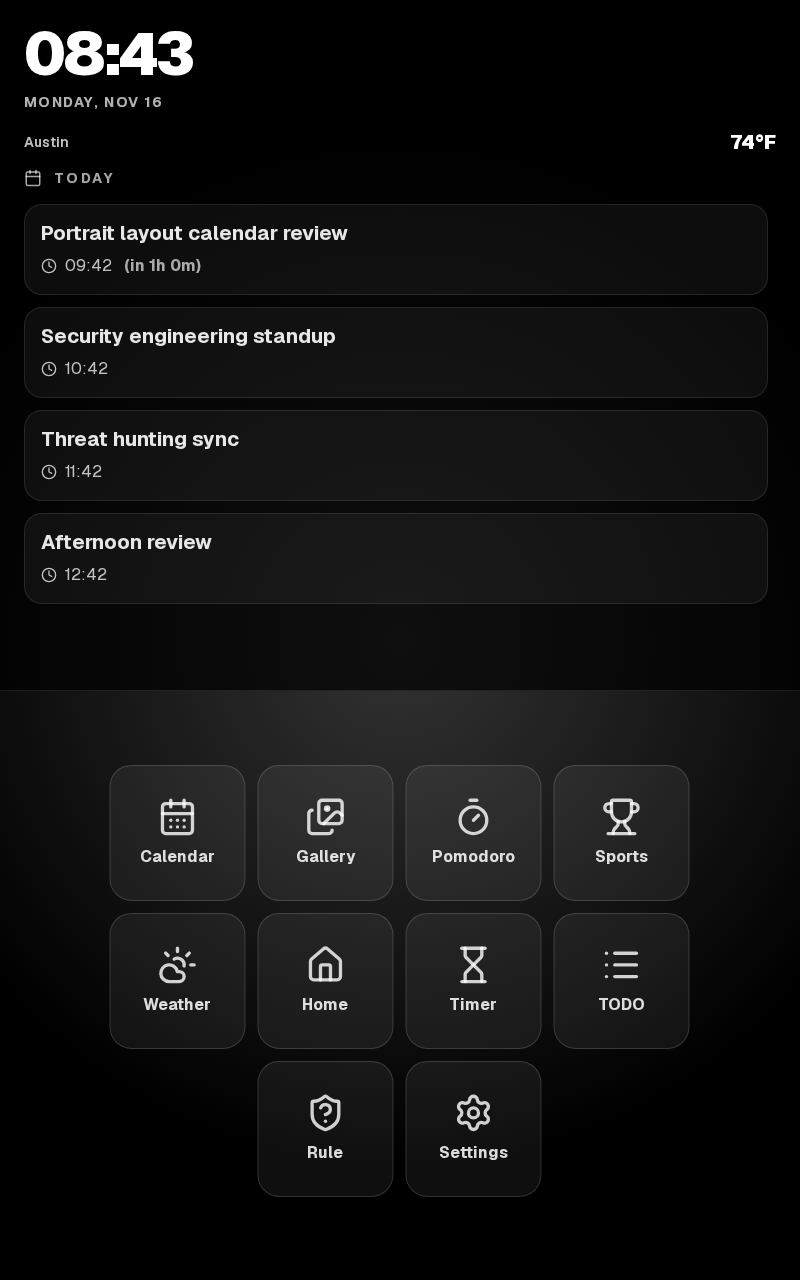 08:43
MONDAY, NOV 16
Austin
74°F
TODAY
Portrait layout calendar review
09:42 (in 1h 0m)
Security engineering standup
10:42
Threat hunting sync
11:42
Afternoon review
12:42
Calendar
Gallery
Pomodoro
Sports
Weather
Home
Timer
TODO
Rule
Settings